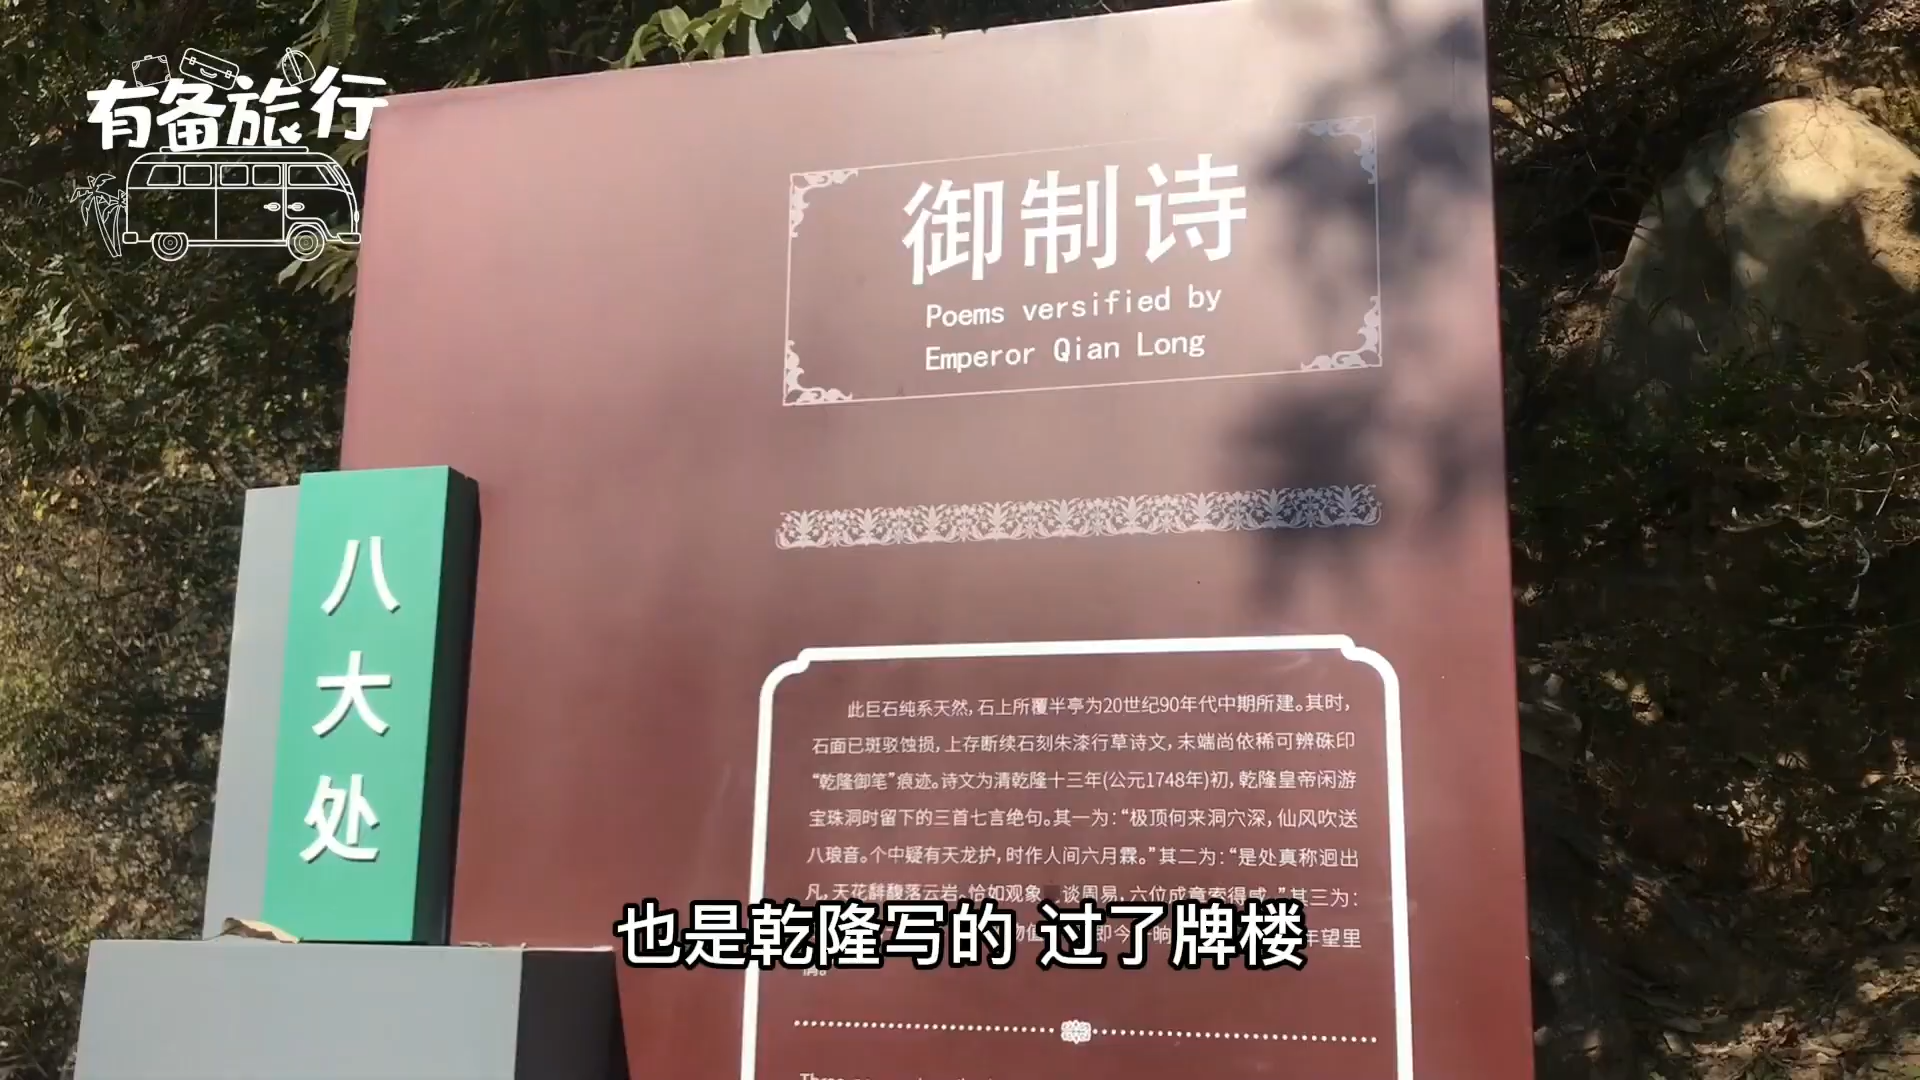 有备旅行
御制诗
Poems versified by
Emperor Qian Long
八大处
此巨石纯系天然，石上所覆半亭为20世纪90年代中期所建。其时，
石面已斑驳蚀损，上存断续石刻朱漆行草诗文，末端尚依稀可辨硃印
“乾隆御笔”痕迹。诗文为清乾隆十三年(公元1748年)初，乾隆皇帝闲游
宝珠洞时留下的三首七言绝句。其一为：“极顶何来洞穴深，仙风吹送
八琅音。个中疑有天龙护，时作人间六月霖。”其二为：“是处真称迥出
凡，天花馡馥落云岩。恰如观象 谈周易，六位成章索得咸。”其三为：
即今一晌 年望里
也是乾隆写的 过了牌楼